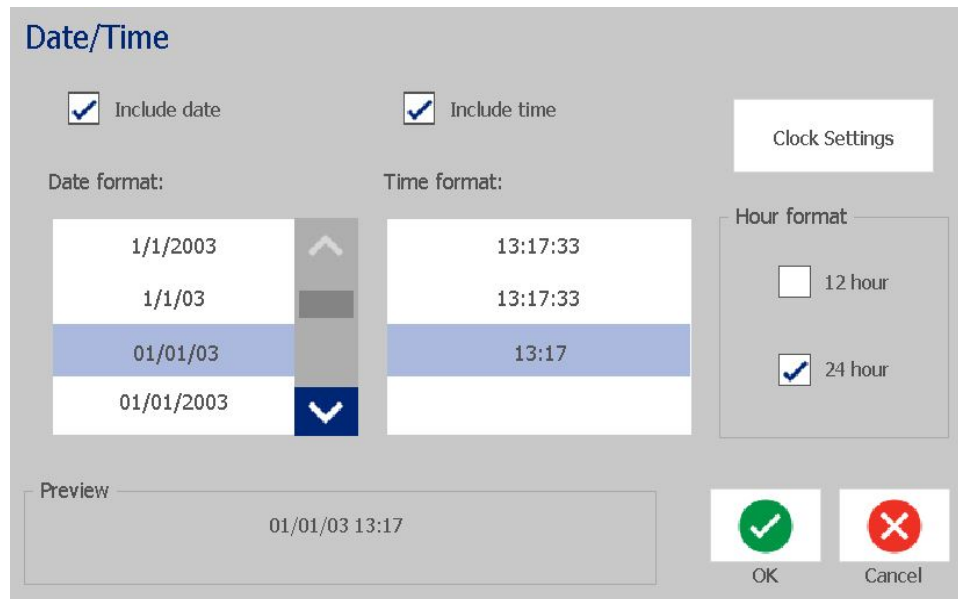 Date/Time
Include date
Include time
Clock Settings
Date format:
Time format:
Hour format
1/1/2003
1/1/03
01/01/03
01/01/2003
13:17:33
13:17:33
13:17
12 hour
24 hour
Preview
01/01/03 13:17
OK
Cancel